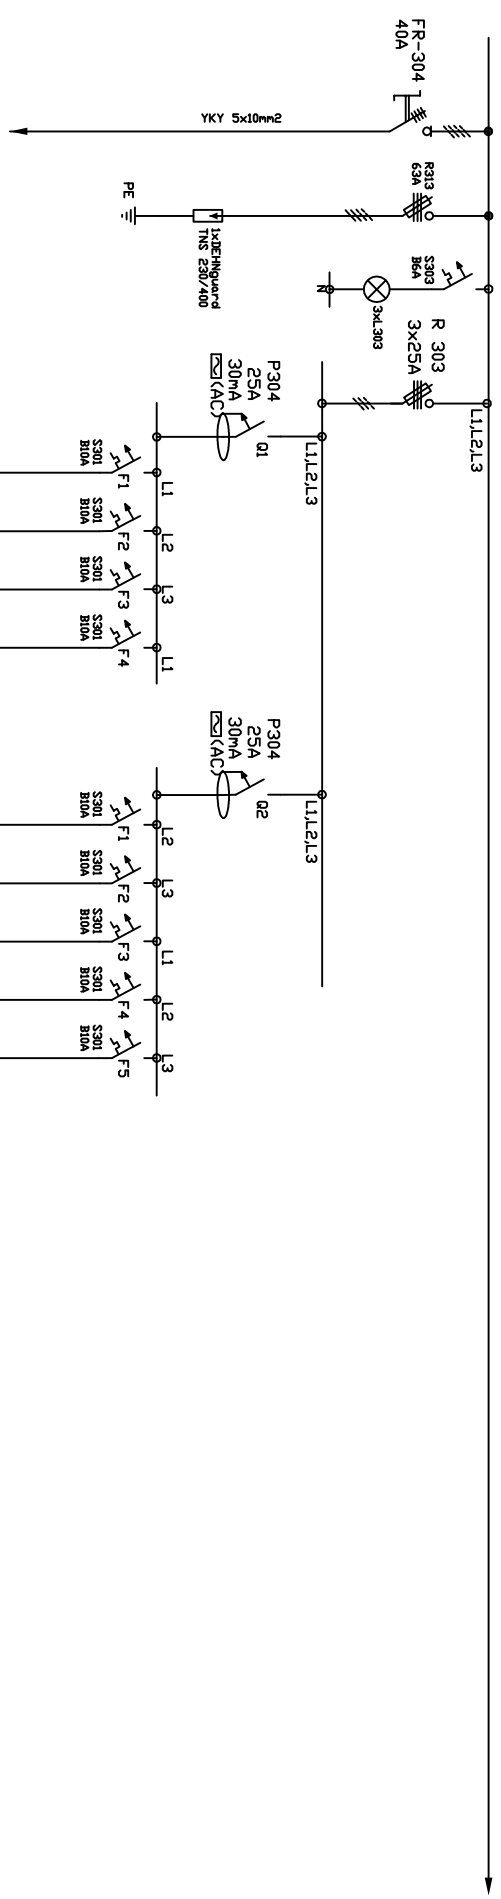 FR-304
40A
YKY 5x10mm2
R313
63A
PE
1xDEHNguard
TNS 230/400
S303
B6A
N
3xL303
R 303
3x25A
L1,L2,L3
P304
25A
30mA
(AC)
Q1
L1,L2,L3
S301
B10A
F1
L1
S301
B10A
F2
L2
S301
B10A
F3
L3
S301
B10A
F4
L1
P304
25A
30mA
(AC)
Q2
L1,L2,L3
S301
B10A
F1
L2
S301
B10A
F2
L3
S301
B10A
F3
L1
S301
B10A
F4
L2
S301
B10A
F5
L3